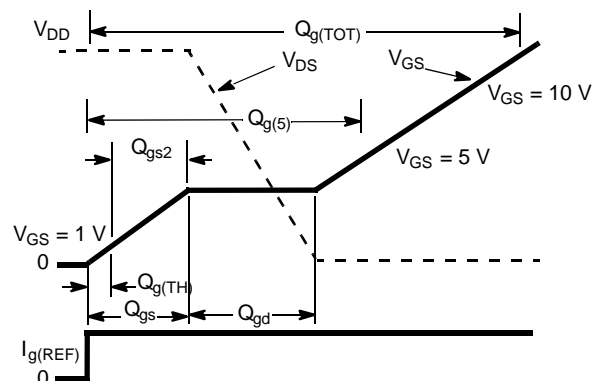 Q_g(TOT)
V_DD
V_DS
V_GS
V_GS = 10 V
Q_g(5)
Q_gs2
V_GS = 5 V
V_GS = 1 V
0
Q_g(TH)
Q_gs
Q_gd
I_g(REF)
0